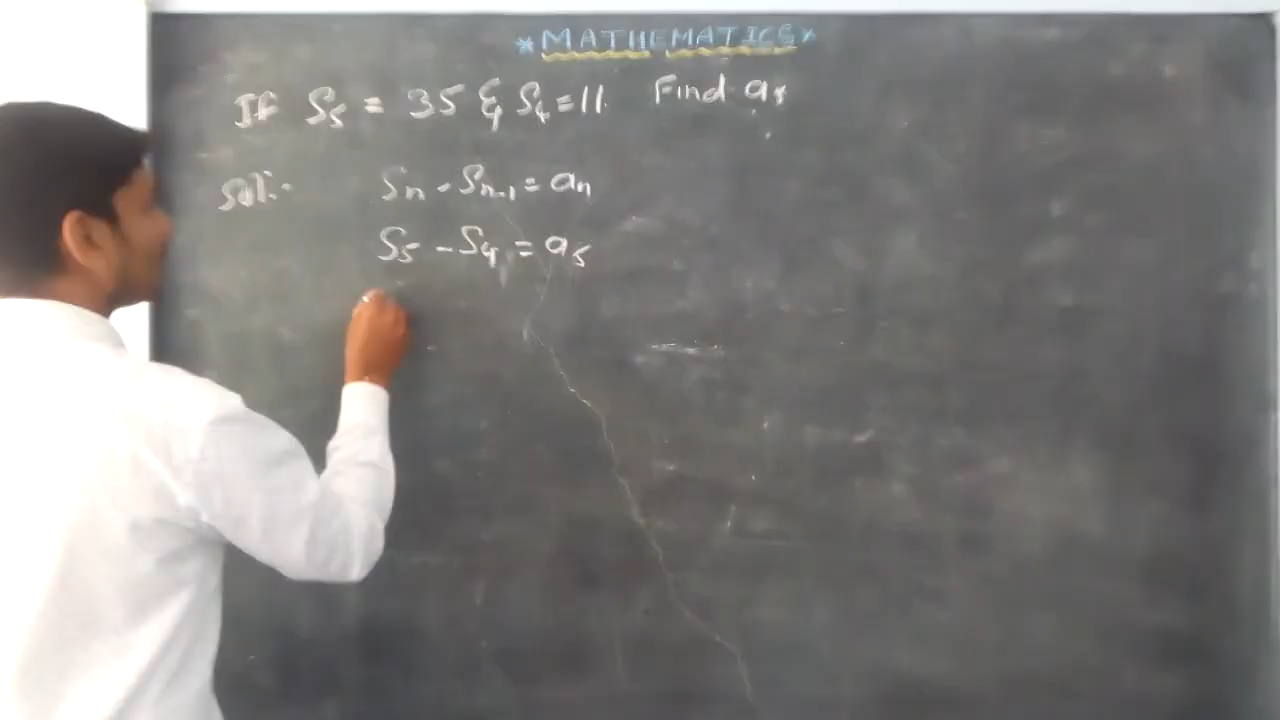 *MATHEMATICS*
If S₅ = 35 & S₄ = 11. Find a₅
Sol:-
Sn - Sn-1 = an
S₅ - S₄ = a₅